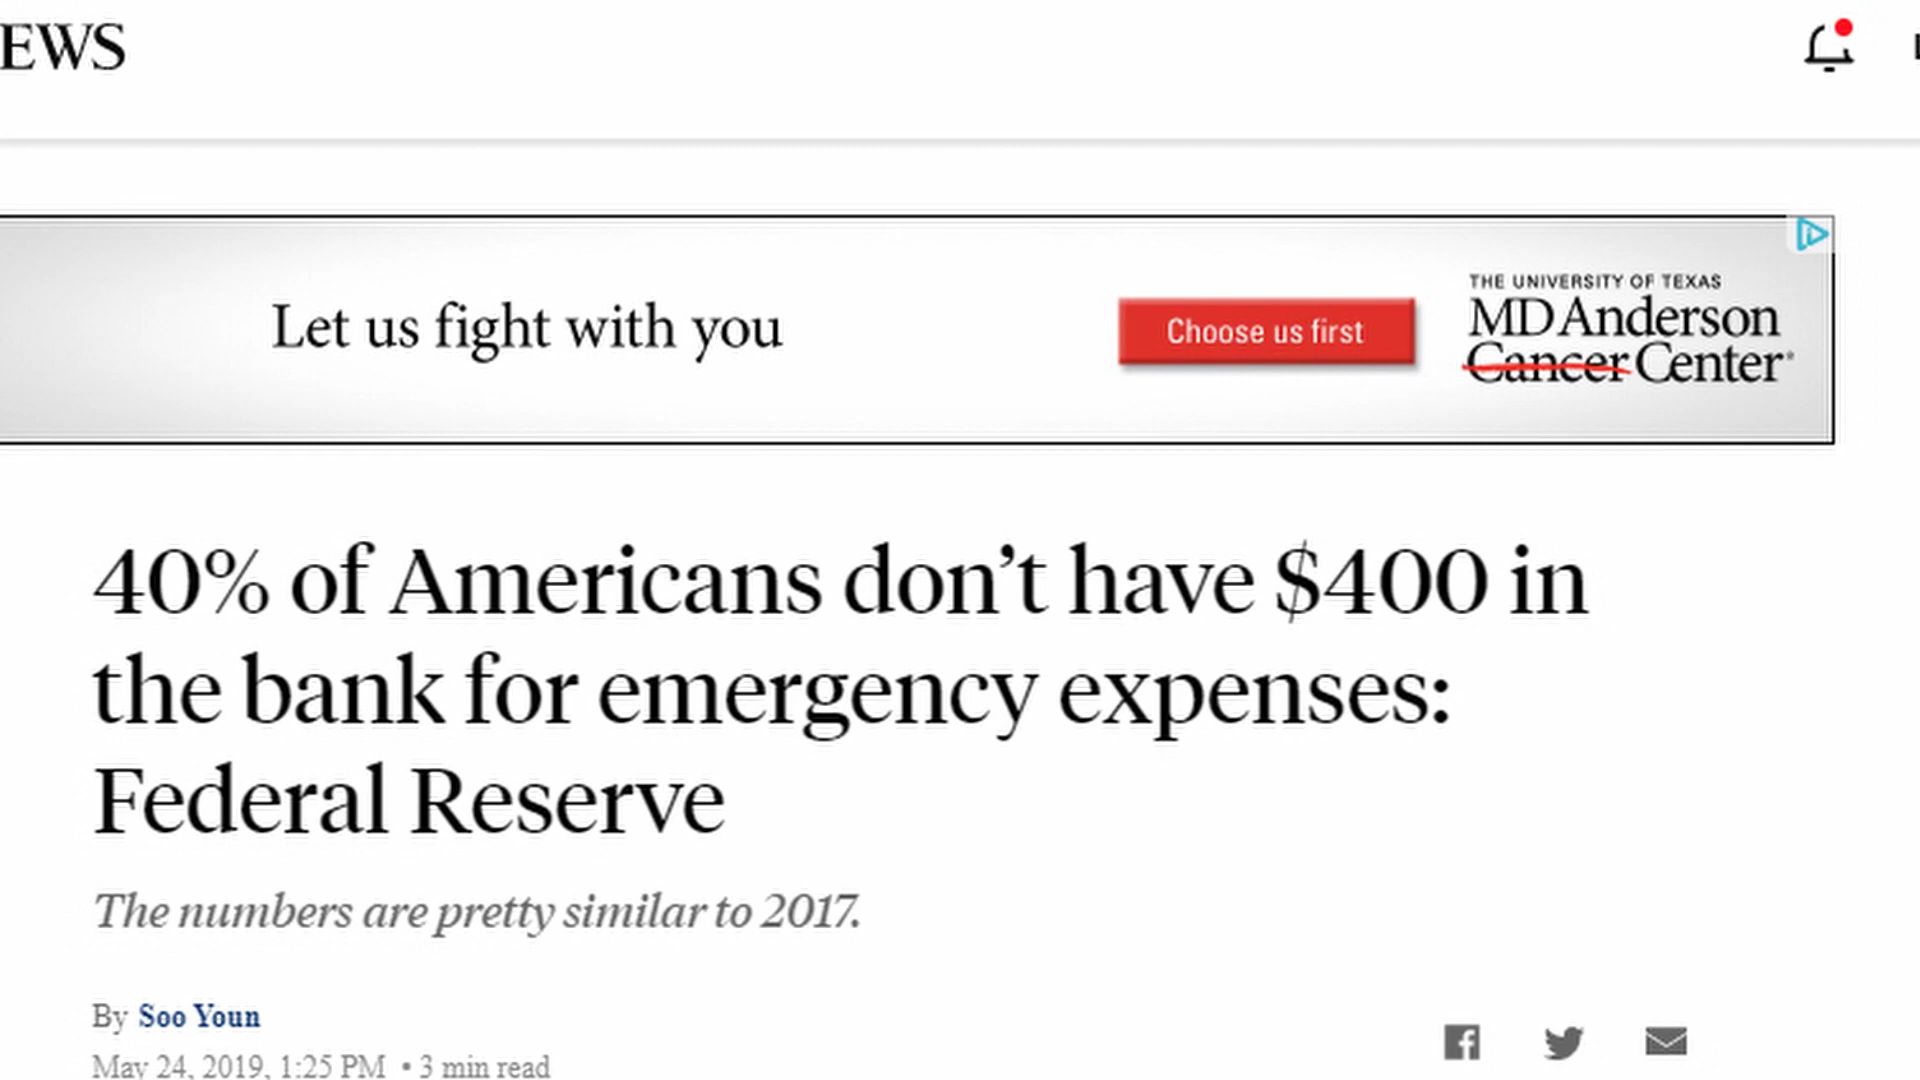 EWS
Let us fight with you
Choose us first
THE UNIVERSITY OF TEXAS
MD Anderson
Cancer Center
40% of Americans don’t have $400 in
the bank for emergency expenses:
Federal Reserve
The numbers are pretty similar to 2017.
By Soo Youn
May 24, 2019, 1:25 PM • 3 min read